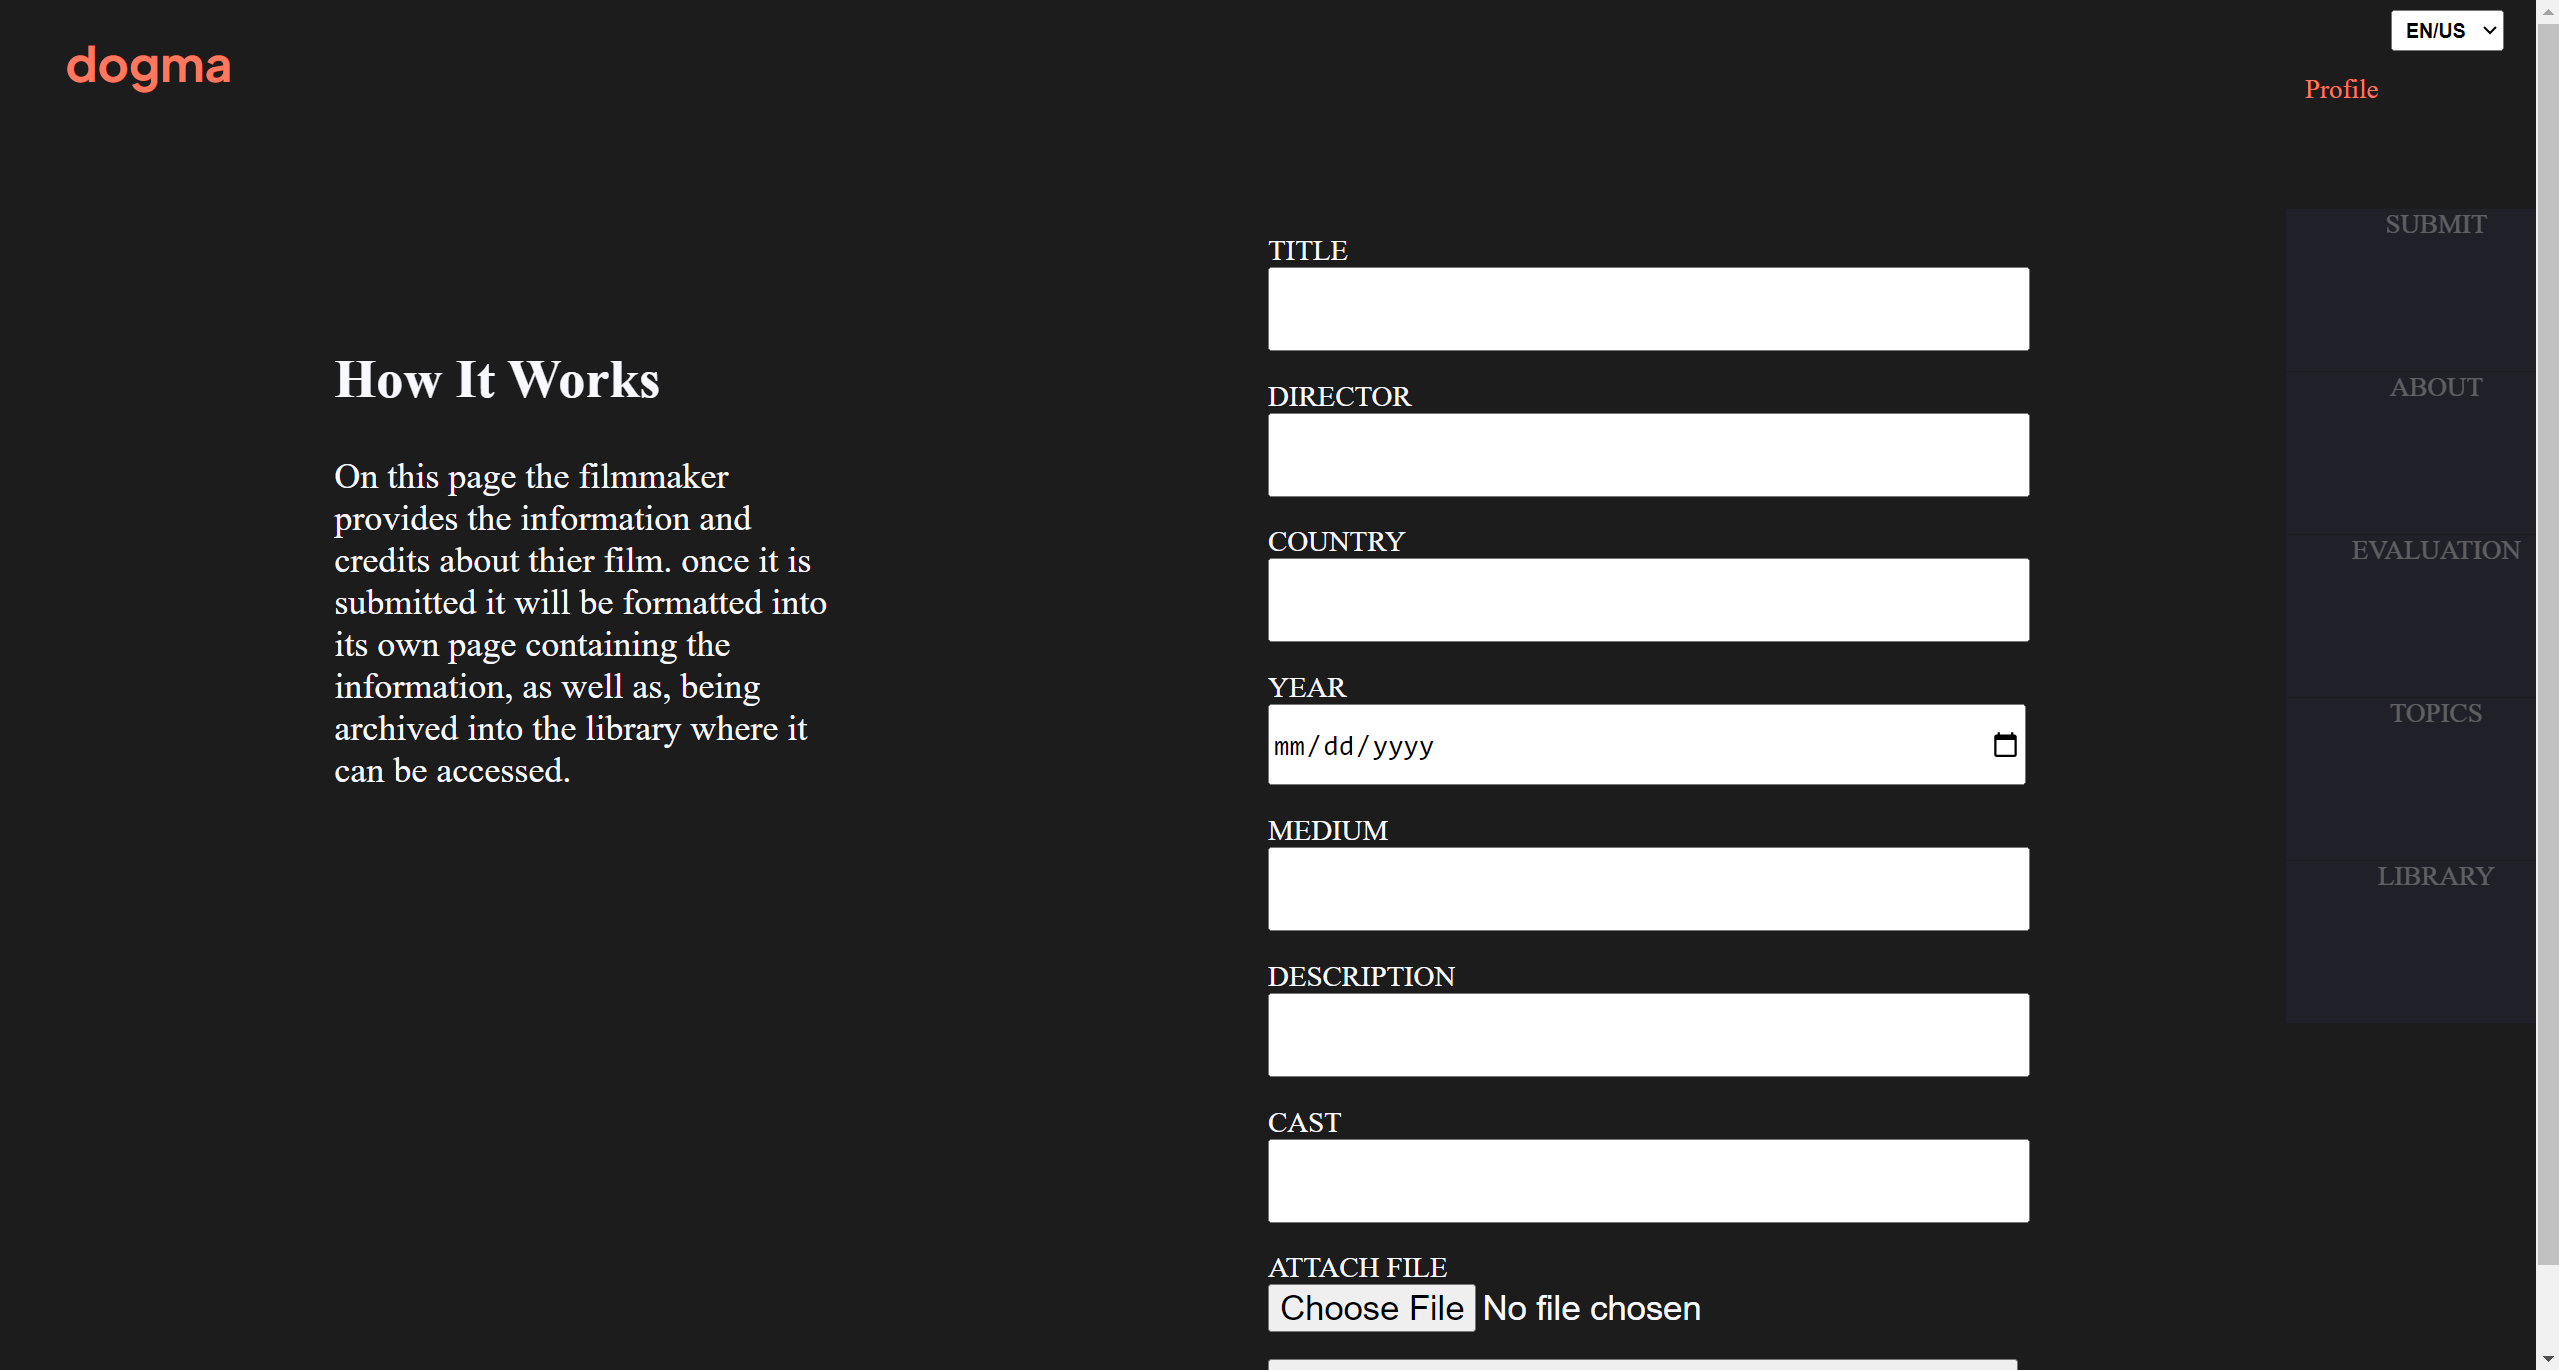 dogma
EN/US
Profile
How It Works
On this page the filmmaker
provides the information and
credits about thier film. once it is
submitted it will be formatted into
its own page containing the
information, as well as, being
archived into the library where it
can be accessed.
TITLE
DIRECTOR
COUNTRY
YEAR
mm/dd/yyyy
MEDIUM
DESCRIPTION
CAST
ATTACH FILE
Choose File No file chosen
SUBMIT
ABOUT
EVALUATION
TOPICS
LIBRARY